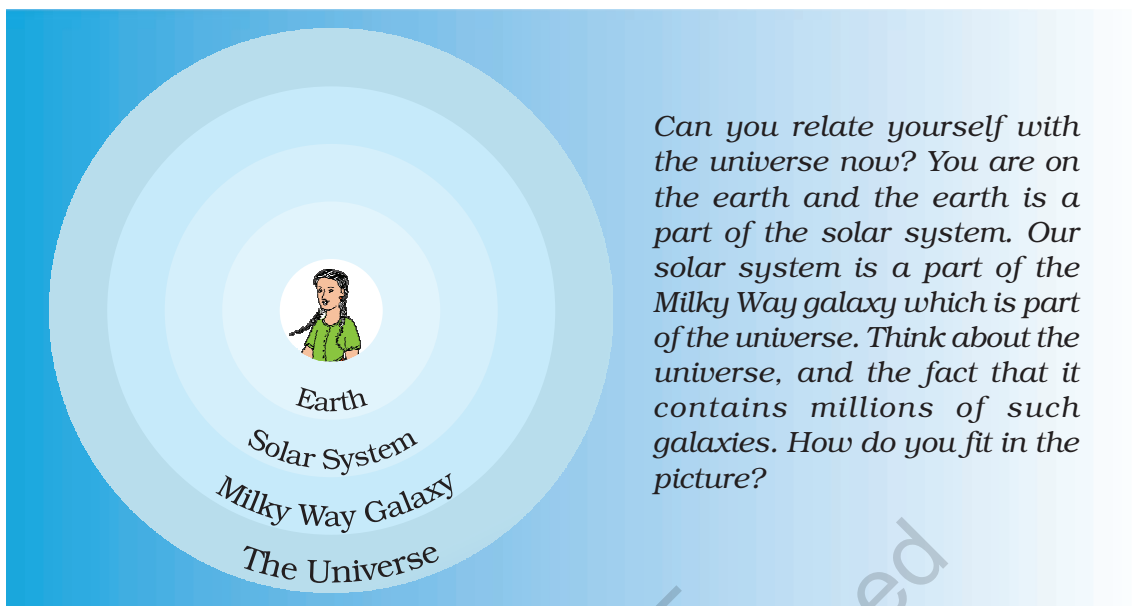 Can you relate yourself with
the universe now? You are on
the earth and the earth is a
part of the solar system. Our
solar system is a part of the
Milky Way galaxy which is part
of the universe. Think about the
universe, and the fact that it
contains millions of such
galaxies. How do you fit in the
picture?
Earth
Solar System
Milky Way Galaxy
The Universe